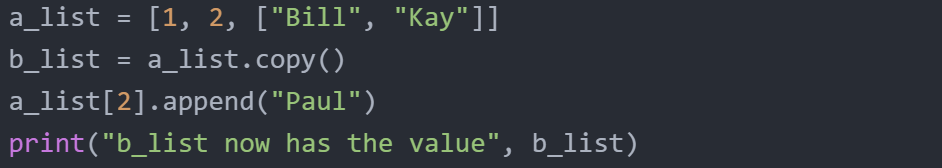 a_list = [1, 2, ["Bill", "Kay"]]
b_list = a_list.copy()
a_list[2].append("Paul")
print("b_list now has the value", b_list)